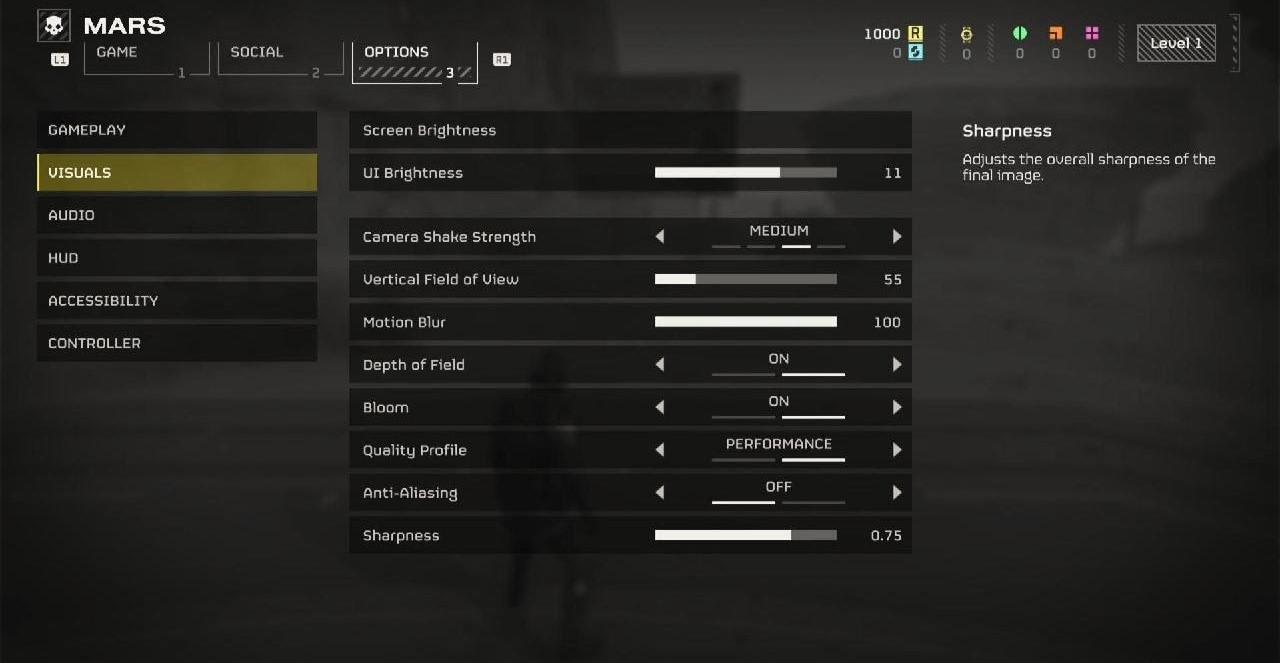 MARS
L1
GAME
1
SOCIAL
2
OPTIONS
3
R1
1000 R
0 S
0
0
0
0
Level 1
GAMEPLAY
VISUALS
AUDIO
HUD
ACCESSIBILITY
CONTROLLER
Screen Brightness
UI Brightness 11
Camera Shake Strength MEDIUM
Vertical Field of View 55
Motion Blur 100
Depth of Field ON
Bloom ON
Quality Profile PERFORMANCE
Anti-Aliasing OFF
Sharpness 0.75
Sharpness
Adjusts the overall sharpness of the
final image.